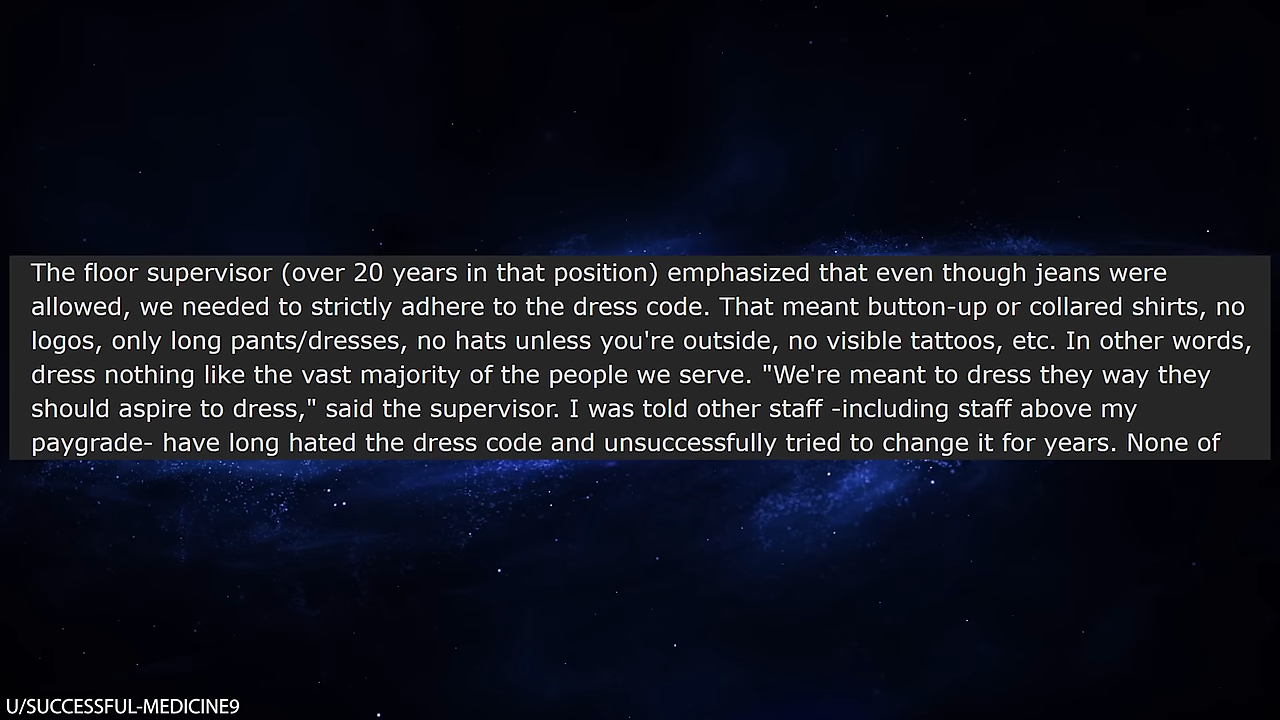 The floor supervisor (over 20 years in that position) emphasized that even though jeans were
allowed, we needed to strictly adhere to the dress code. That meant button-up or collared shirts, no
logos, only long pants/dresses, no hats unless you're outside, no visible tattoos, etc. In other words,
dress nothing like the vast majority of the people we serve. "We're meant to dress they way they
should aspire to dress," said the supervisor. I was told other staff -including staff above my
paygrade- have long hated the dress code and unsuccessfully tried to change it for years. None of
U/SUCCESSFUL-MEDICINE9